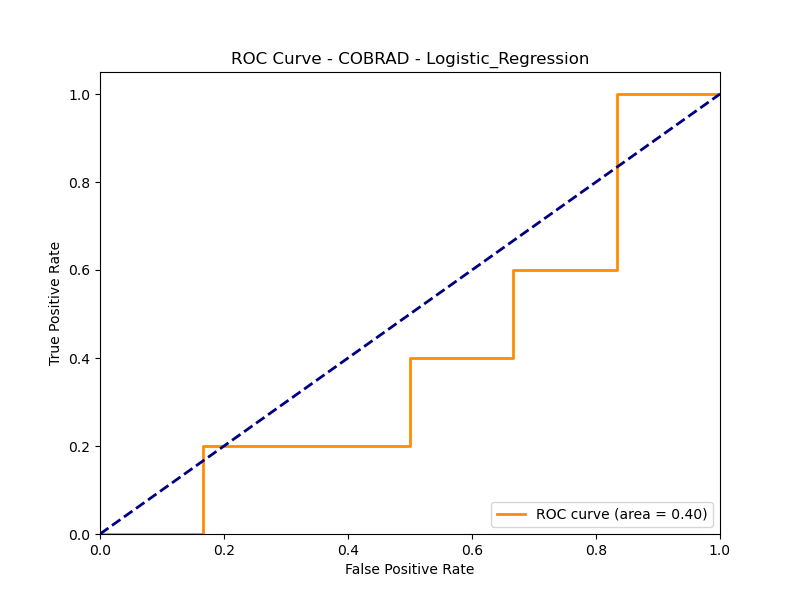 ROC Curve - COBRAD - Logistic_Regression
1.0
0.8
0.6
0.4
0.2
0.0
True Positive Rate
ROC curve (area = 0.40)
0.0 0.2 0.4 0.6 0.8 1.0
False Positive Rate